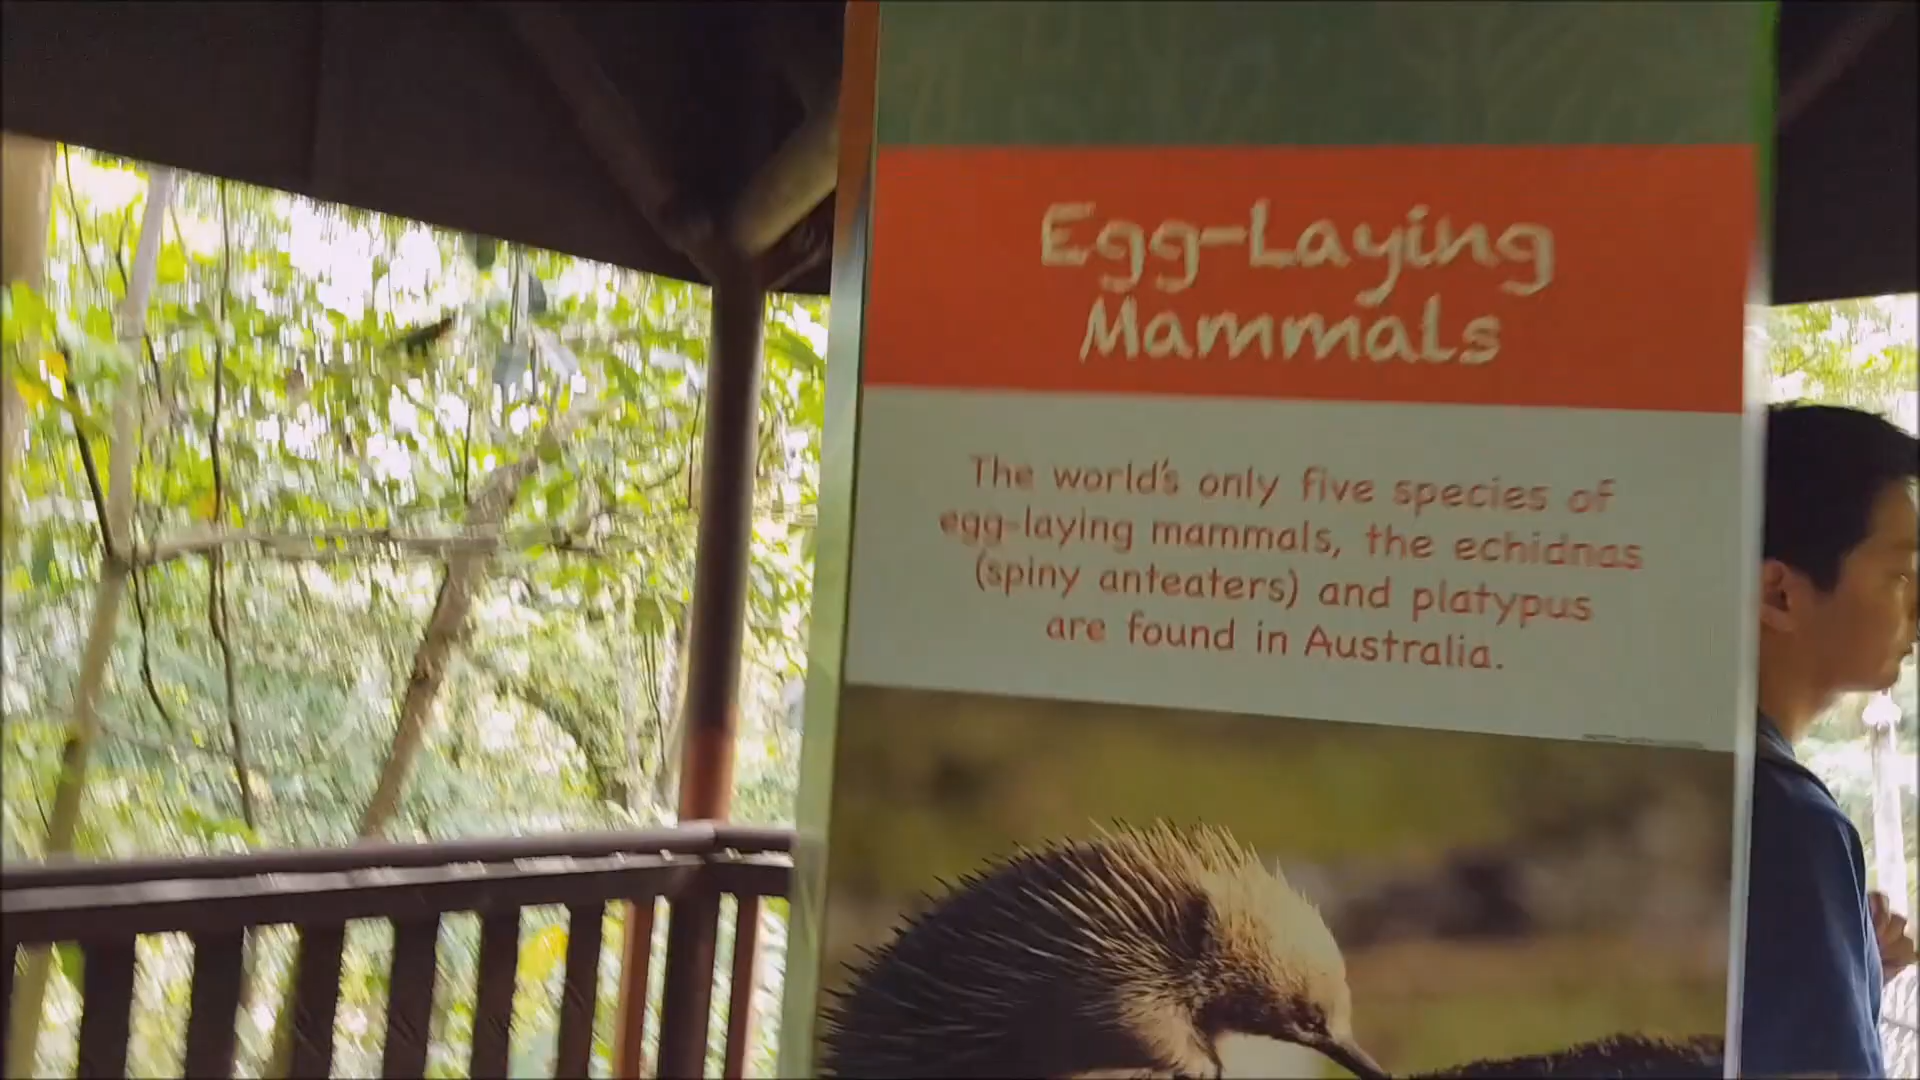 Egg-Laying
Mammals
The world's only five species of
egg-laying mammals, the echidnas
(spiny anteaters) and platypus
are found in Australia.